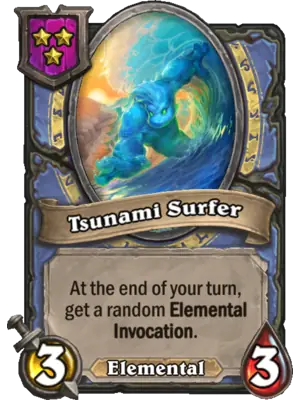 Tsunami Surfer
At the end of your turn,
get a random Elemental
Invocation.
3
Elemental
3